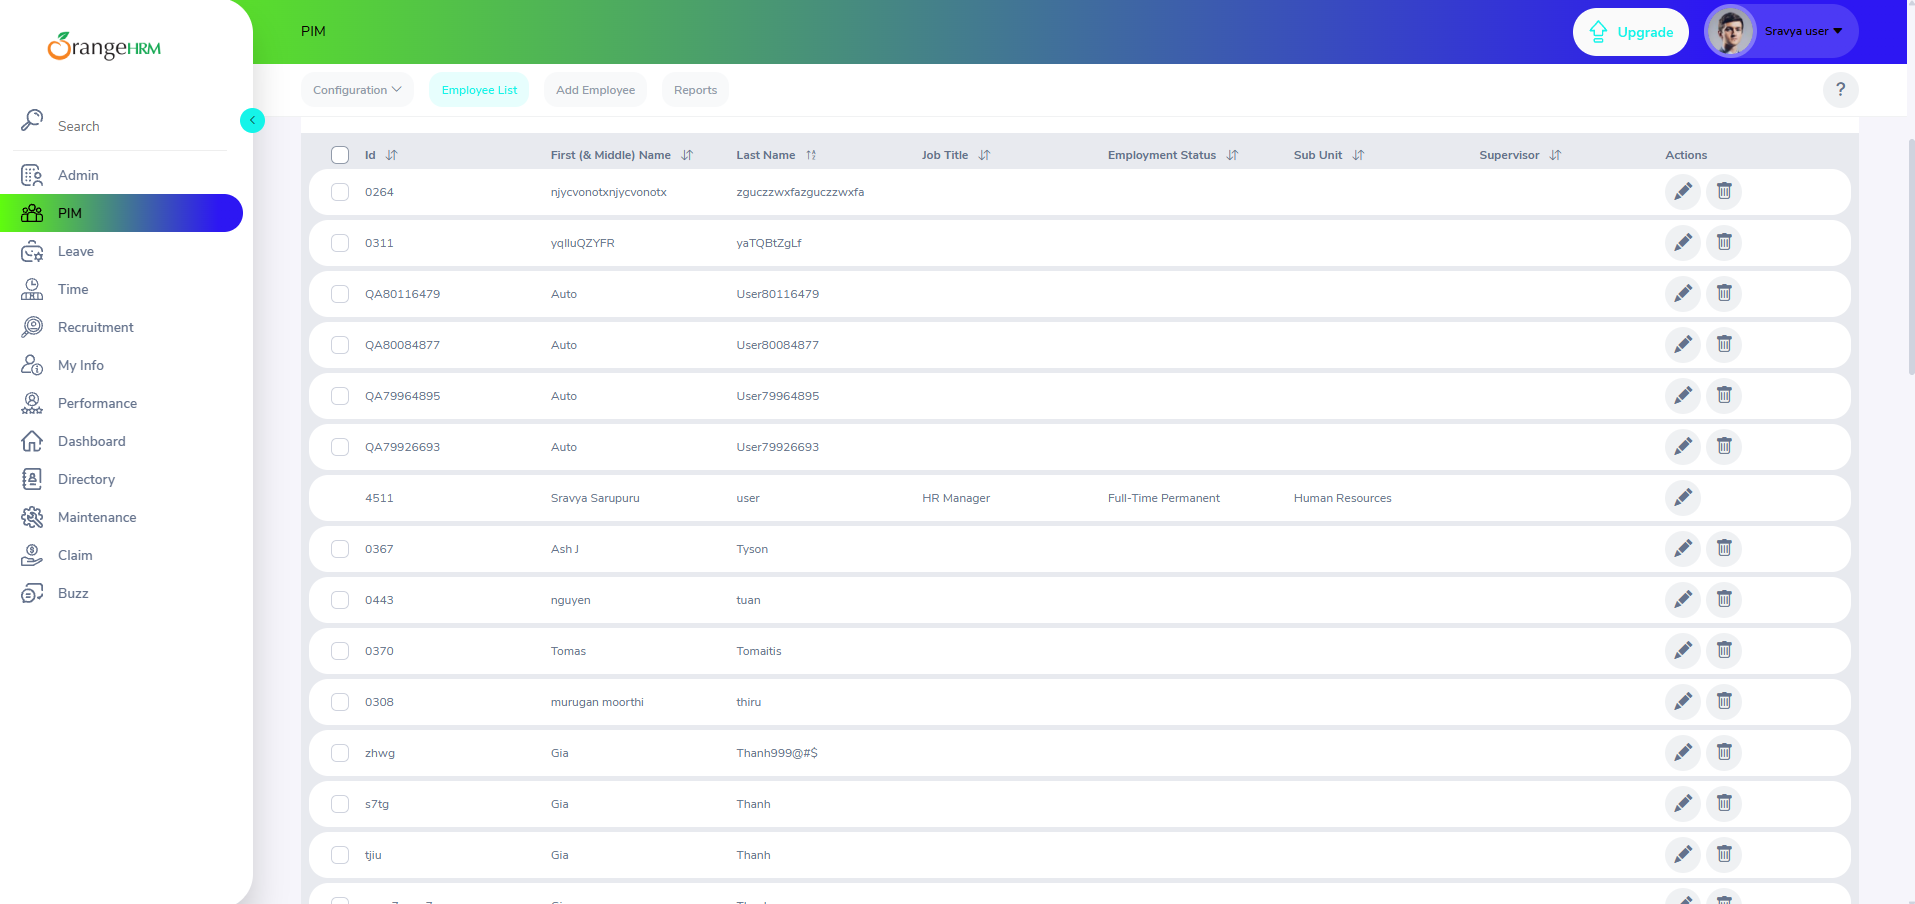 OrangeHRM
PIM
Upgrade
Sravya user
Search
Configuration
Employee List
Add Employee
Reports
?
Admin
PIM
Leave
Time
Recruitment
My Info
Performance
Dashboard
Directory
Maintenance
Claim
Buzz
Id First (& Middle) Name Last Name Job Title Employment Status Sub Unit Supervisor Actions
0264 njycvonotxnjycvonotx zguczzwxfazguczzwxfa
0311 yqlluQZYFR yaTQBtZgLf
QA80116479 Auto User80116479
QA80084877 Auto User80084877
QA79964895 Auto User79964895
QA79926693 Auto User79926693
4511 Sravya Sarupuru user HR Manager Full-Time Permanent Human Resources
0367 Ash J Tyson
0443 nguyen tuan
0370 Tomas Tomaitis
0308 murugan moorthi thiru
zhwg Gia Thanh999@#$
s7tg Gia Thanh
tjiu Gia Thanh